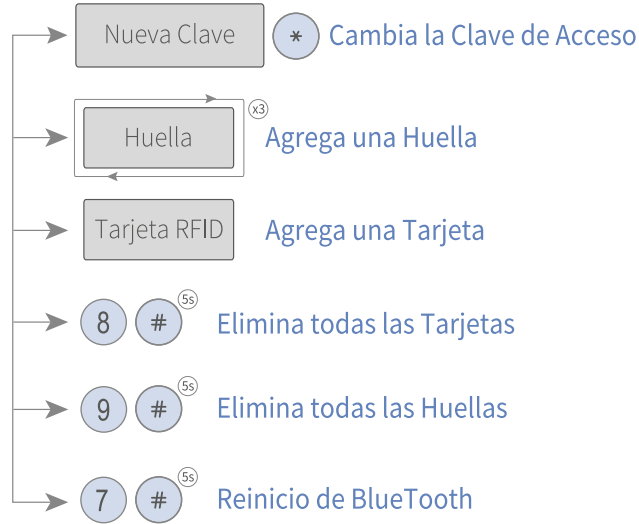 Nueva Clave * Cambia la Clave de Acceso
x3
Huella Agrega una Huella
Tarjeta RFID Agrega una Tarjeta
8 # 5s Elimina todas las Tarjetas
9 # 5s Elimina todas las Huellas
7 # 5s Reinicio de BlueTooth